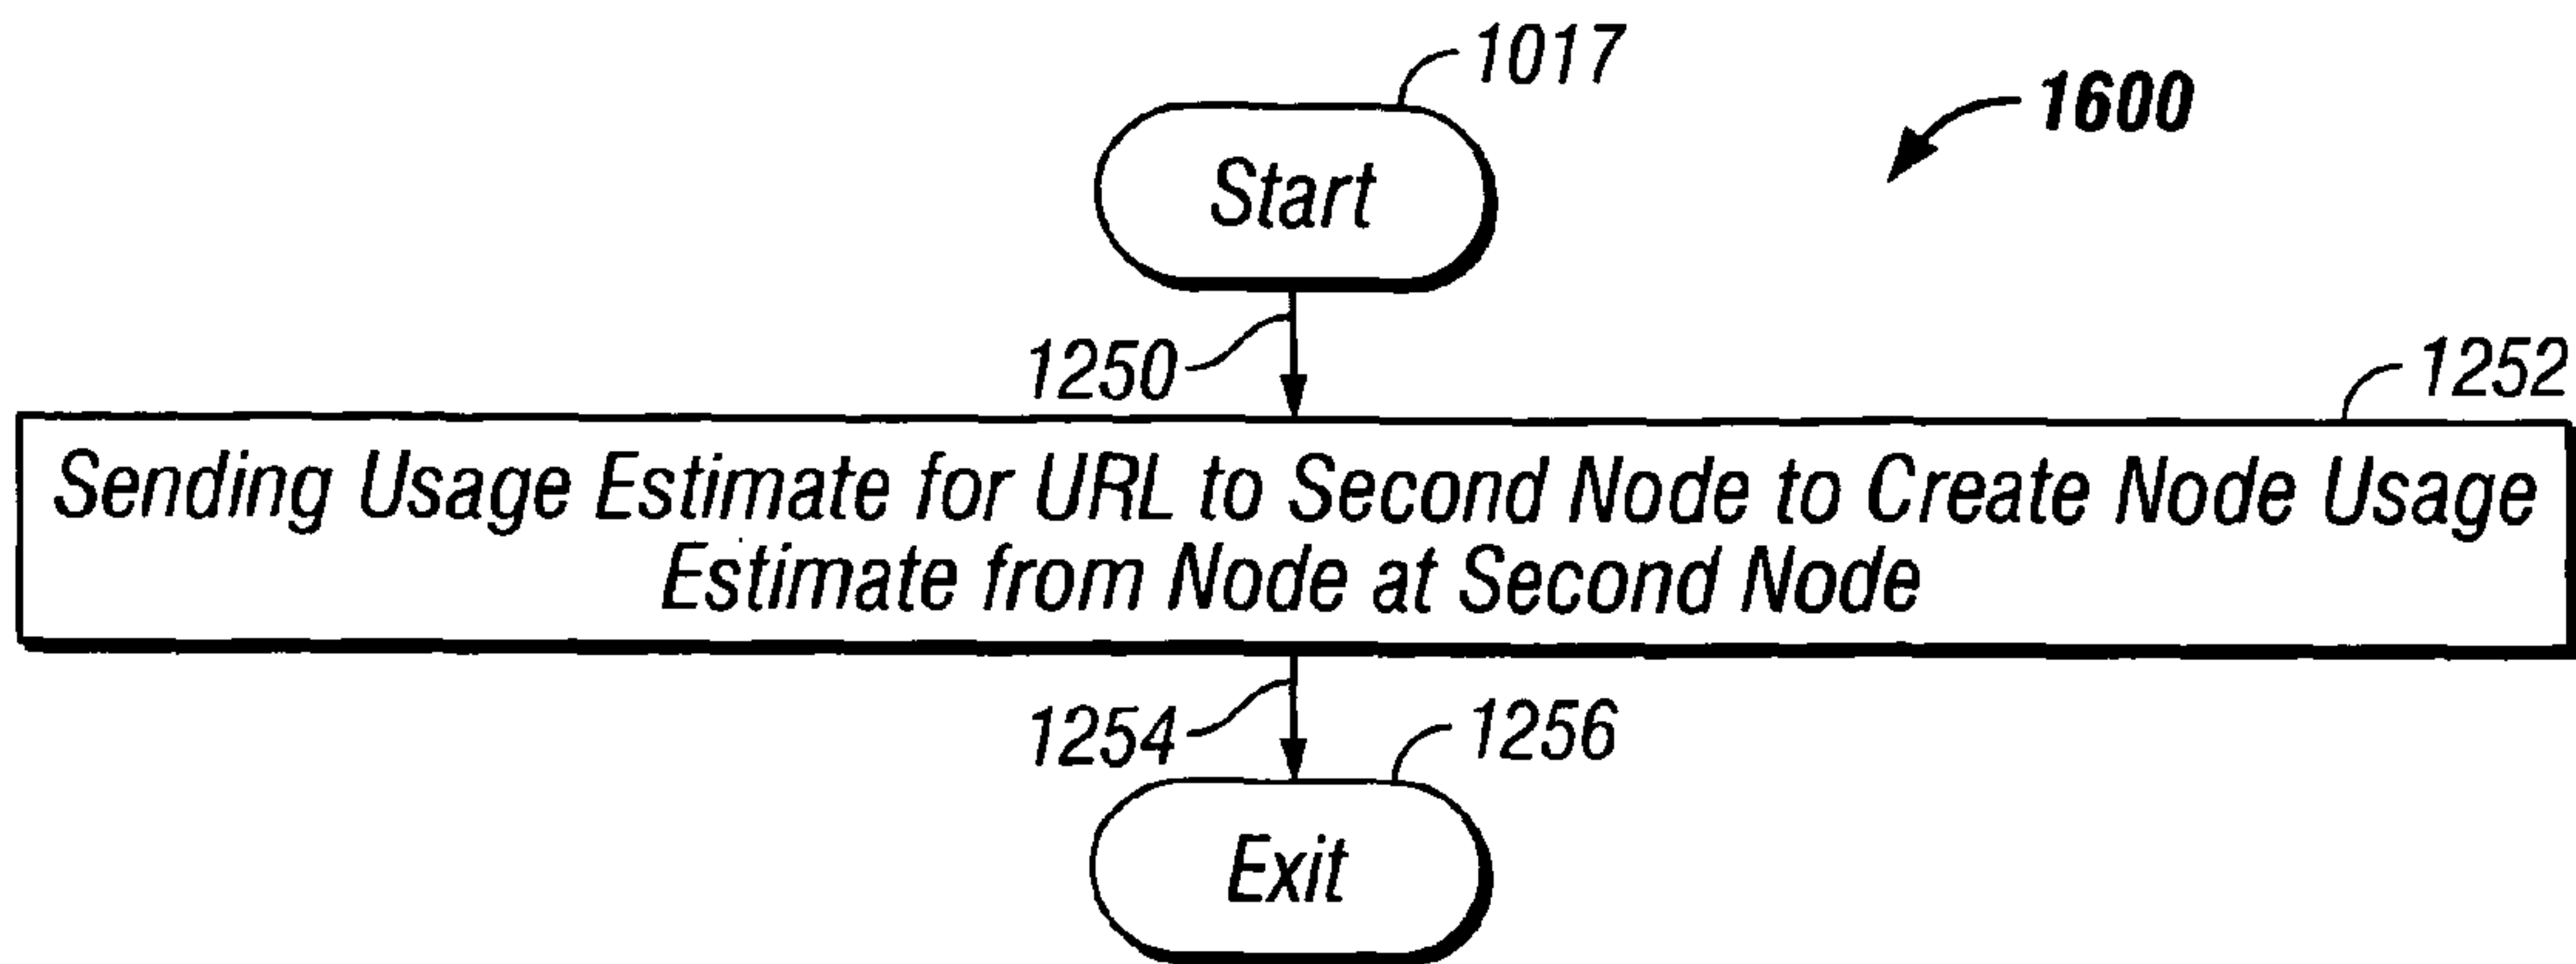 1017
1600
Start
1250
1252
Sending Usage Estimate for URL to Second Node to Create Node Usage
Estimate from Node at Second Node
1254
1256
Exit